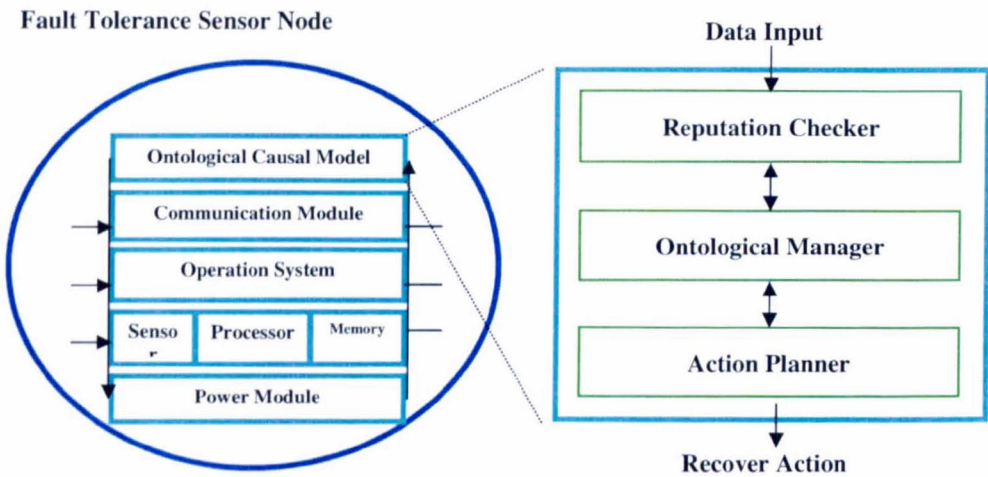 Fault Tolerance Sensor Node
Ontological Causal Model
Communication Module
Operation System
Senso
r
Processor
Memory
Power Module
Data Input
Reputation Checker
Ontological Manager
Action Planner
Recover Action